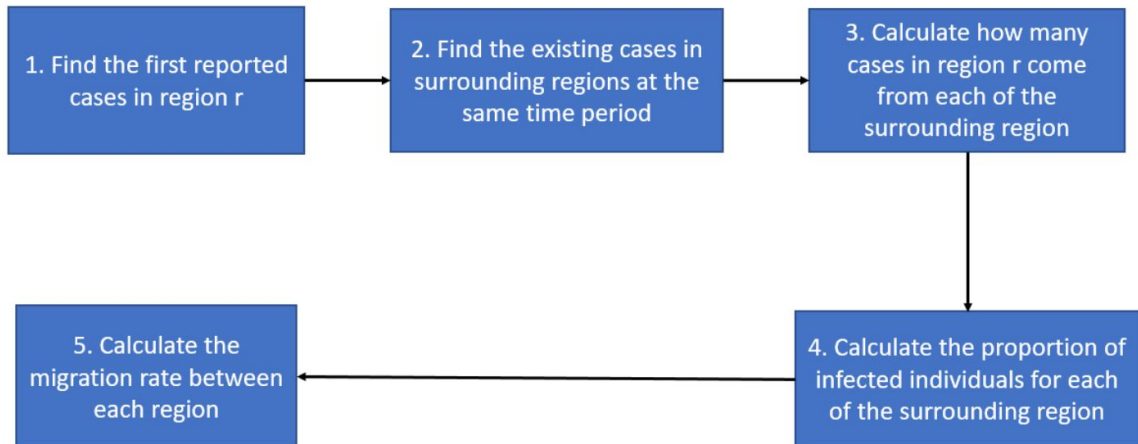 1. Find the first reported
cases in region r
2. Find the existing cases in
surrounding regions at the
same time period
3. Calculate how many
cases in region r come
from each of the
surrounding region
4. Calculate the proportion of
infected individuals for each
of the surrounding region
5. Calculate the
migration rate between
each region